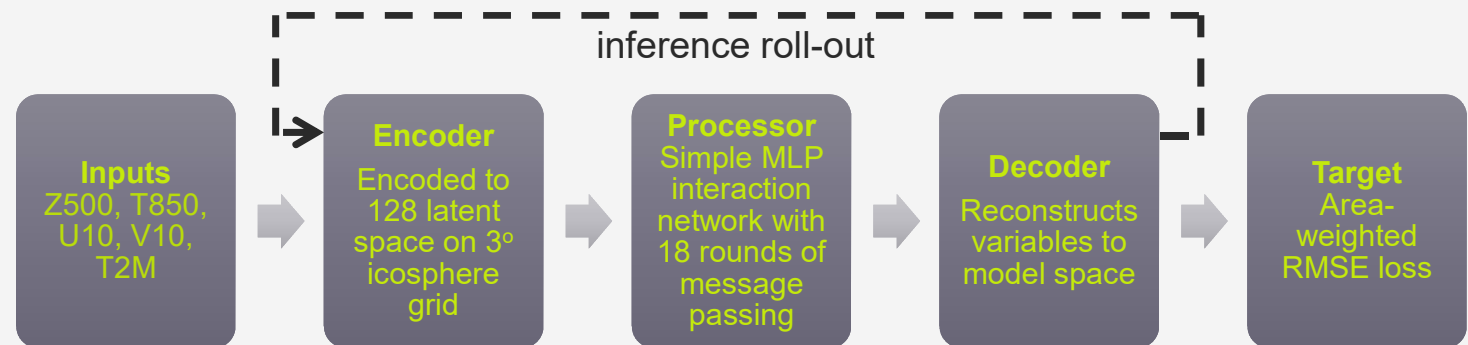 inference roll-out
Inputs
Z500, T850,
U10, V10,
T2M
Encoder
Encoded to
128 latent
space on 3º
icosphere
grid
Processor
Simple MLP
interaction
network with
18 rounds of
message
passing
Decoder
Reconstructs
variables to
model space
Target
Area-
weighted
RMSE loss